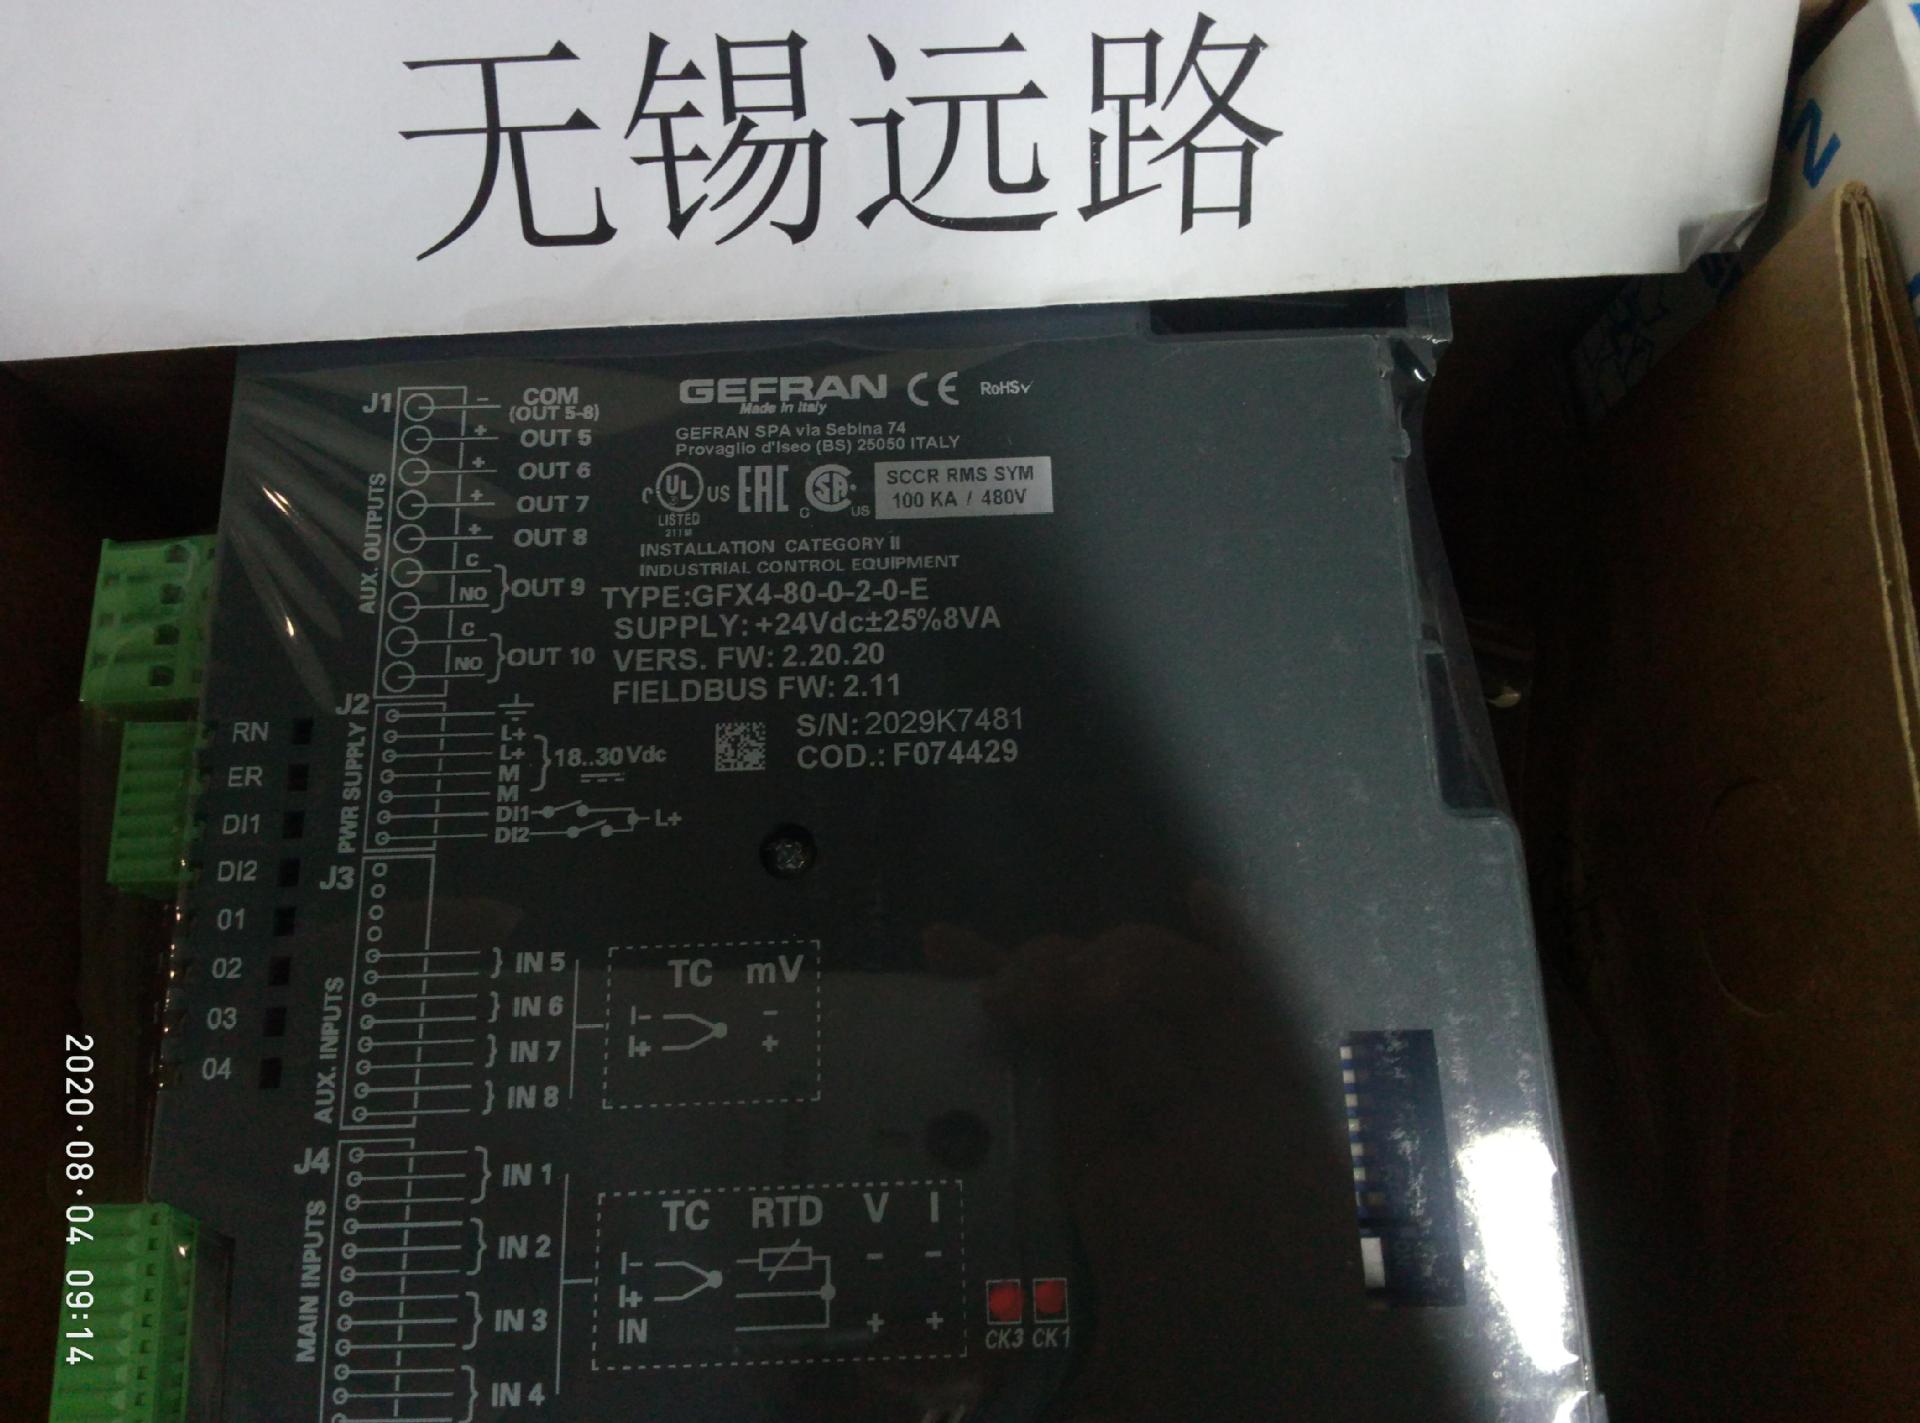 无锡远路
GEFRAN CE RoHS
Made in Italy
GEFRAN SPA via Sebina 74
Provaglio d'Iseo (BS) 25050 ITALY
C UL US LISTED 211M
EAC
C SA US
SCCR RMS SYM
100 KA / 480V
INSTALLATION CATEGORY II
INDUSTRIAL CONTROL EQUIPMENT
TYPE:GFX4-80-0-2-0-E
SUPPLY: +24Vdc±25%8VA
VERS. FW: 2.20.20
FIELDBUS FW: 2.11
S/N: 2029K7481
COD.: F074429
J1
AUX. OUTPUTS
- COM
(OUT 5-8)
+ OUT 5
+ OUT 6
+ OUT 7
+ OUT 8
C
NO
OUT 9
C
NO
OUT 10
J2
PWR SUPPLY
L+
L+
M
M
18..30Vdc
DI1
DI2
L+
RN
ER
DI1
DI2
01
02
03
04
J3
AUX. INPUTS
IN 5
IN 6
IN 7
IN 8
TC mV
I- -
I+ +
J4
MAIN INPUTS
IN 1
IN 2
IN 3
IN 4
TC RTD V I
I- - -
I+
IN + +
CK3 CK1
2020·08·04 09:14